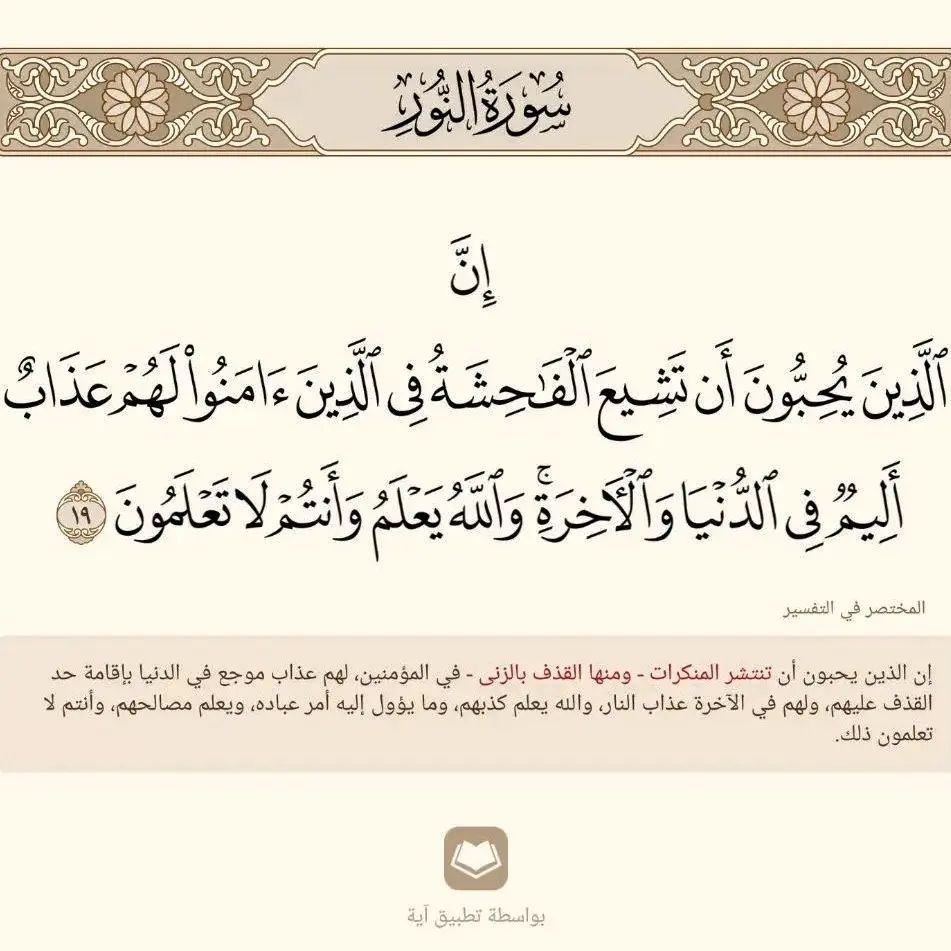 سُورَةُ النُّورِ
إِنَّ
ٱلَّذِينَ يُحِبُّونَ أَن تَشِيعَ ٱلْفَـٰحِشَةُ فِى ٱلَّذِينَ ءَامَنُوا۟ لَهُمْ عَذَابٌ
أَلِيمٌ فِى ٱلدُّنْيَا وَٱلْـَٔاخِرَةِ ۚ وَٱللَّهُ يَعْلَمُ وَأَنتُمْ لَا تَعْلَمُونَ ١٩
المختصر في التفسير
إن الذين يحبون أن تنتشر المنكرات - ومنها القذف بالزنى - في المؤمنين، لهم عذاب موجع في الدنيا بإقامة حد
القذف عليهم، ولهم في الآخرة عذاب النار، والله يعلم كذبهم، وما يؤول إليه أمر عباده، ويعلم مصالحهم، وأنتم لا
تعلمون ذلك.
بواسطة تطبيق آية